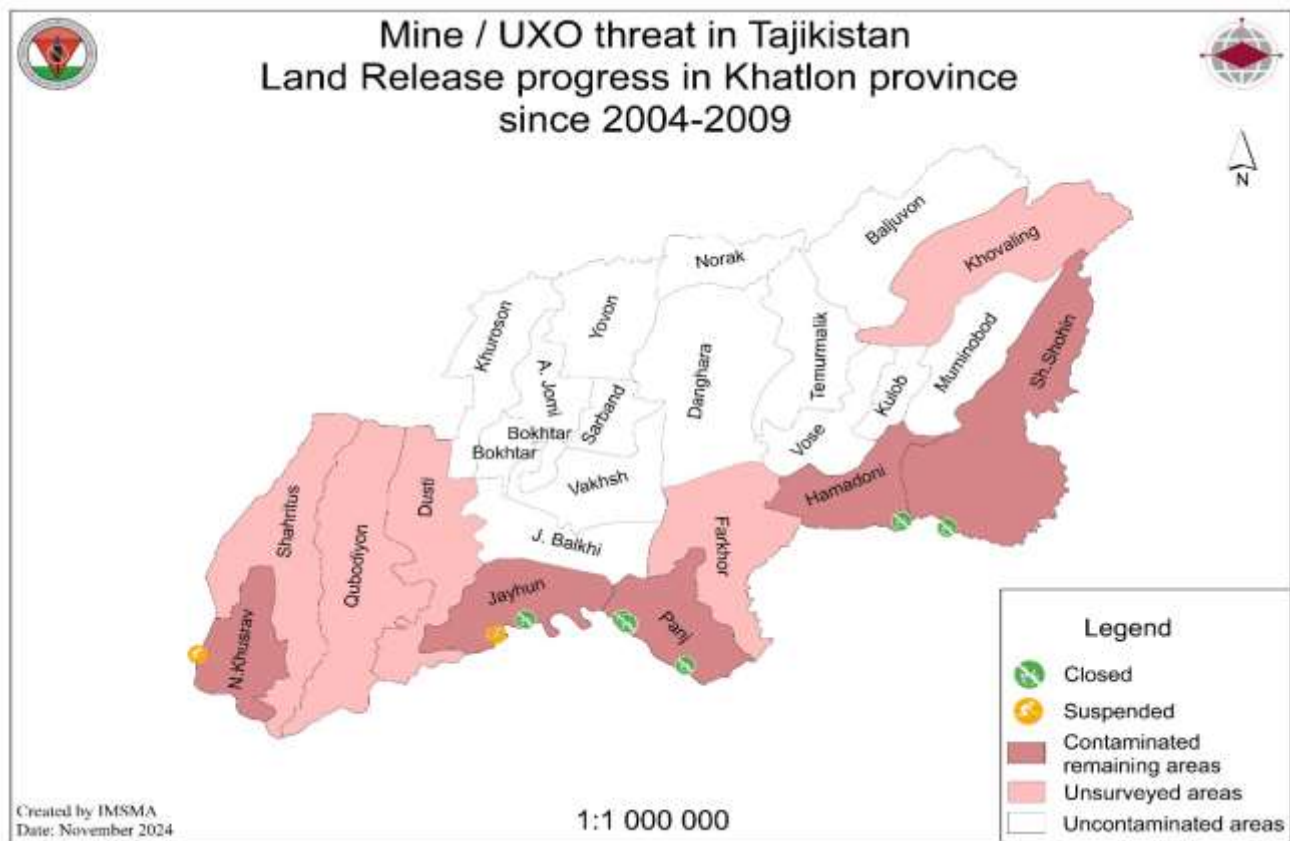 Mine / UXO threat in Tajikistan
Land Release progress in Khatlon province
since 2004-2009
N
Baljuvon
Khovaling
Norak
Yovon
Khuroson
Sh.Shohin
Muminobod
Temurmalik
Danghara
A. Jomi
Kulob
Sarband
Bokhtar
Bokhtar
Vose
Vakhsh
Hamadoni
Dusti
Shahritus
Qubodiyon
J. Balkhi
Farkhor
Jayhun
Panj
N.Khusrav
Legend
Closed
Suspended
Contaminated
remaining areas
Unsurveyed areas
Uncontaminated areas
Created by IMSMA
Date: November 2024
1:1 000 000